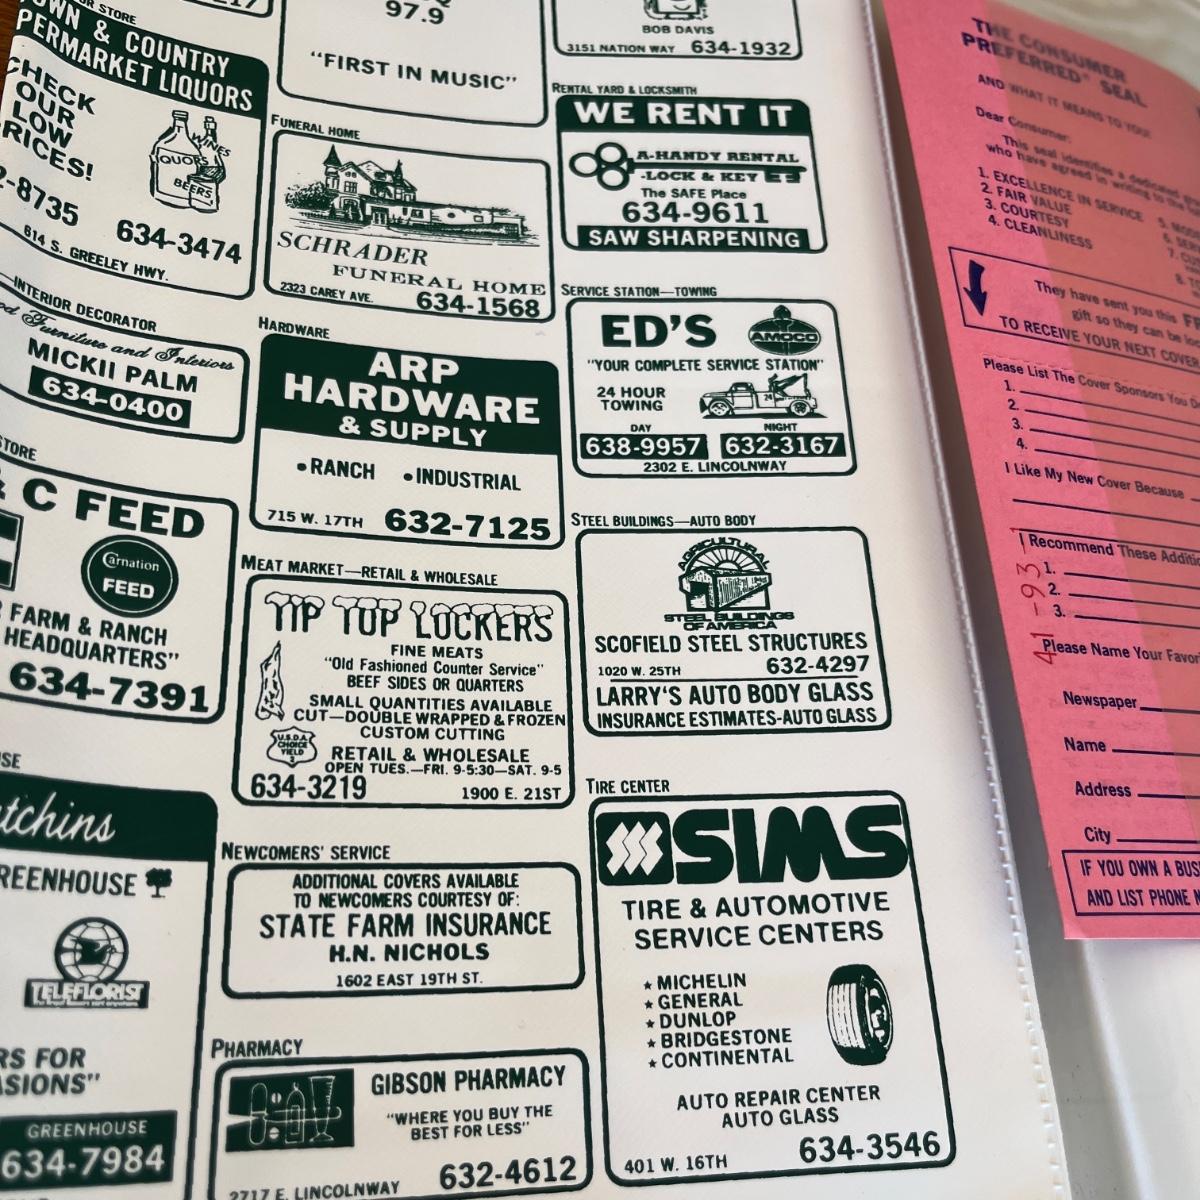 97.9
"FIRST IN MUSIC"
BOB DAVIS
3151 NATION WAY 634-1932
STORE
TOWN & COUNTRY
SUPERMARKET LIQUORS
CHECK
OUR
LOW
PRICES!
LIQUORS
WINES
BEERS
2-8735
634-3474
614 S. GREELEY HWY.
FUNERAL HOME
SCHRADER
FUNERAL HOME
2323 CAREY AVE. 634-1568
RENTAL YARD & LOCKSMITH
WE RENT IT
A-HANDY RENTAL
-LOCK & KEY
The SAFE Place
634-9611
SAW SHARPENING
INTERIOR DECORATOR
Furniture and Interiors
MICKII PALM
634-0400
HARDWARE
ARP
HARDWARE
& SUPPLY
•RANCH •INDUSTRIAL
715 W. 17TH 632-7125
SERVICE STATION—TOWING
ED'S
AMOCO
"YOUR COMPLETE SERVICE STATION"
24 HOUR
TOWING
24
DAY NIGHT
638-9957 632-3167
2302 E. LINCOLNWAY
STORE
& C FEED
Carnation
FEED
FARM & RANCH
HEADQUARTERS"
634-7391
MEAT MARKET—RETAIL & WHOLESALE
TIP TOP LOCKERS
FINE MEATS
"Old Fashioned Counter Service"
BEEF SIDES OR QUARTERS
SMALL QUANTITIES AVAILABLE
CUT—DOUBLE WRAPPED & FROZEN
CUSTOM CUTTING
U.S.D.A.
CHOICE
YIELD
2
RETAIL & WHOLESALE
OPEN TUES.—FRI. 9-5:30—SAT. 9-5
634-3219 1900 E. 21ST
STEEL BUILDINGS—AUTO BODY
AGRICULTURAL
STEEL BUILDINGS
OF AMERICA
SCOFIELD STEEL STRUCTURES
1020 W. 25TH 632-4297
LARRY'S AUTO BODY GLASS
INSURANCE ESTIMATES-AUTO GLASS
GREENHOUSE
TELEFLORIST
GREENHOUSE
634-7984
NEWCOMERS' SERVICE
ADDITIONAL COVERS AVAILABLE
TO NEWCOMERS COURTESY OF:
STATE FARM INSURANCE
H.N. NICHOLS
1602 EAST 19TH ST.
PHARMACY
GIBSON PHARMACY
"WHERE YOU BUY THE
BEST FOR LESS"
632-4612
2717 E. LINCOLNWAY
TIRE CENTER
SIMS
TIRE & AUTOMOTIVE
SERVICE CENTERS
★ MICHELIN
★ GENERAL
★ DUNLOP
★ BRIDGESTONE
★ CONTINENTAL
AUTO REPAIR CENTER
AUTO GLASS
401 W. 16TH 634-3546
THE CONSUMER
PREFERRED® SEAL
AND WHAT IT MEANS TO YOU!
Dear Consumer:
This seal identifies a dedicated
who have agreed in writing to the
1. EXCELLENCE IN SERVICE
2. FAIR VALUE
3. COURTESY
4. CLEANLINESS
5.
6.
7.
8.
They have sent you this
gift so they can be
TO RECEIVE YOUR NEXT COVER
Please List The Cover Sponsors You
1.
2.
3.
4.
I Like My New Cover Because
I Recommend These
1.
2.
3.
Please Name Your
Newspaper
Name
Address
City
IF YOU OWN A
AND LIST PHONE